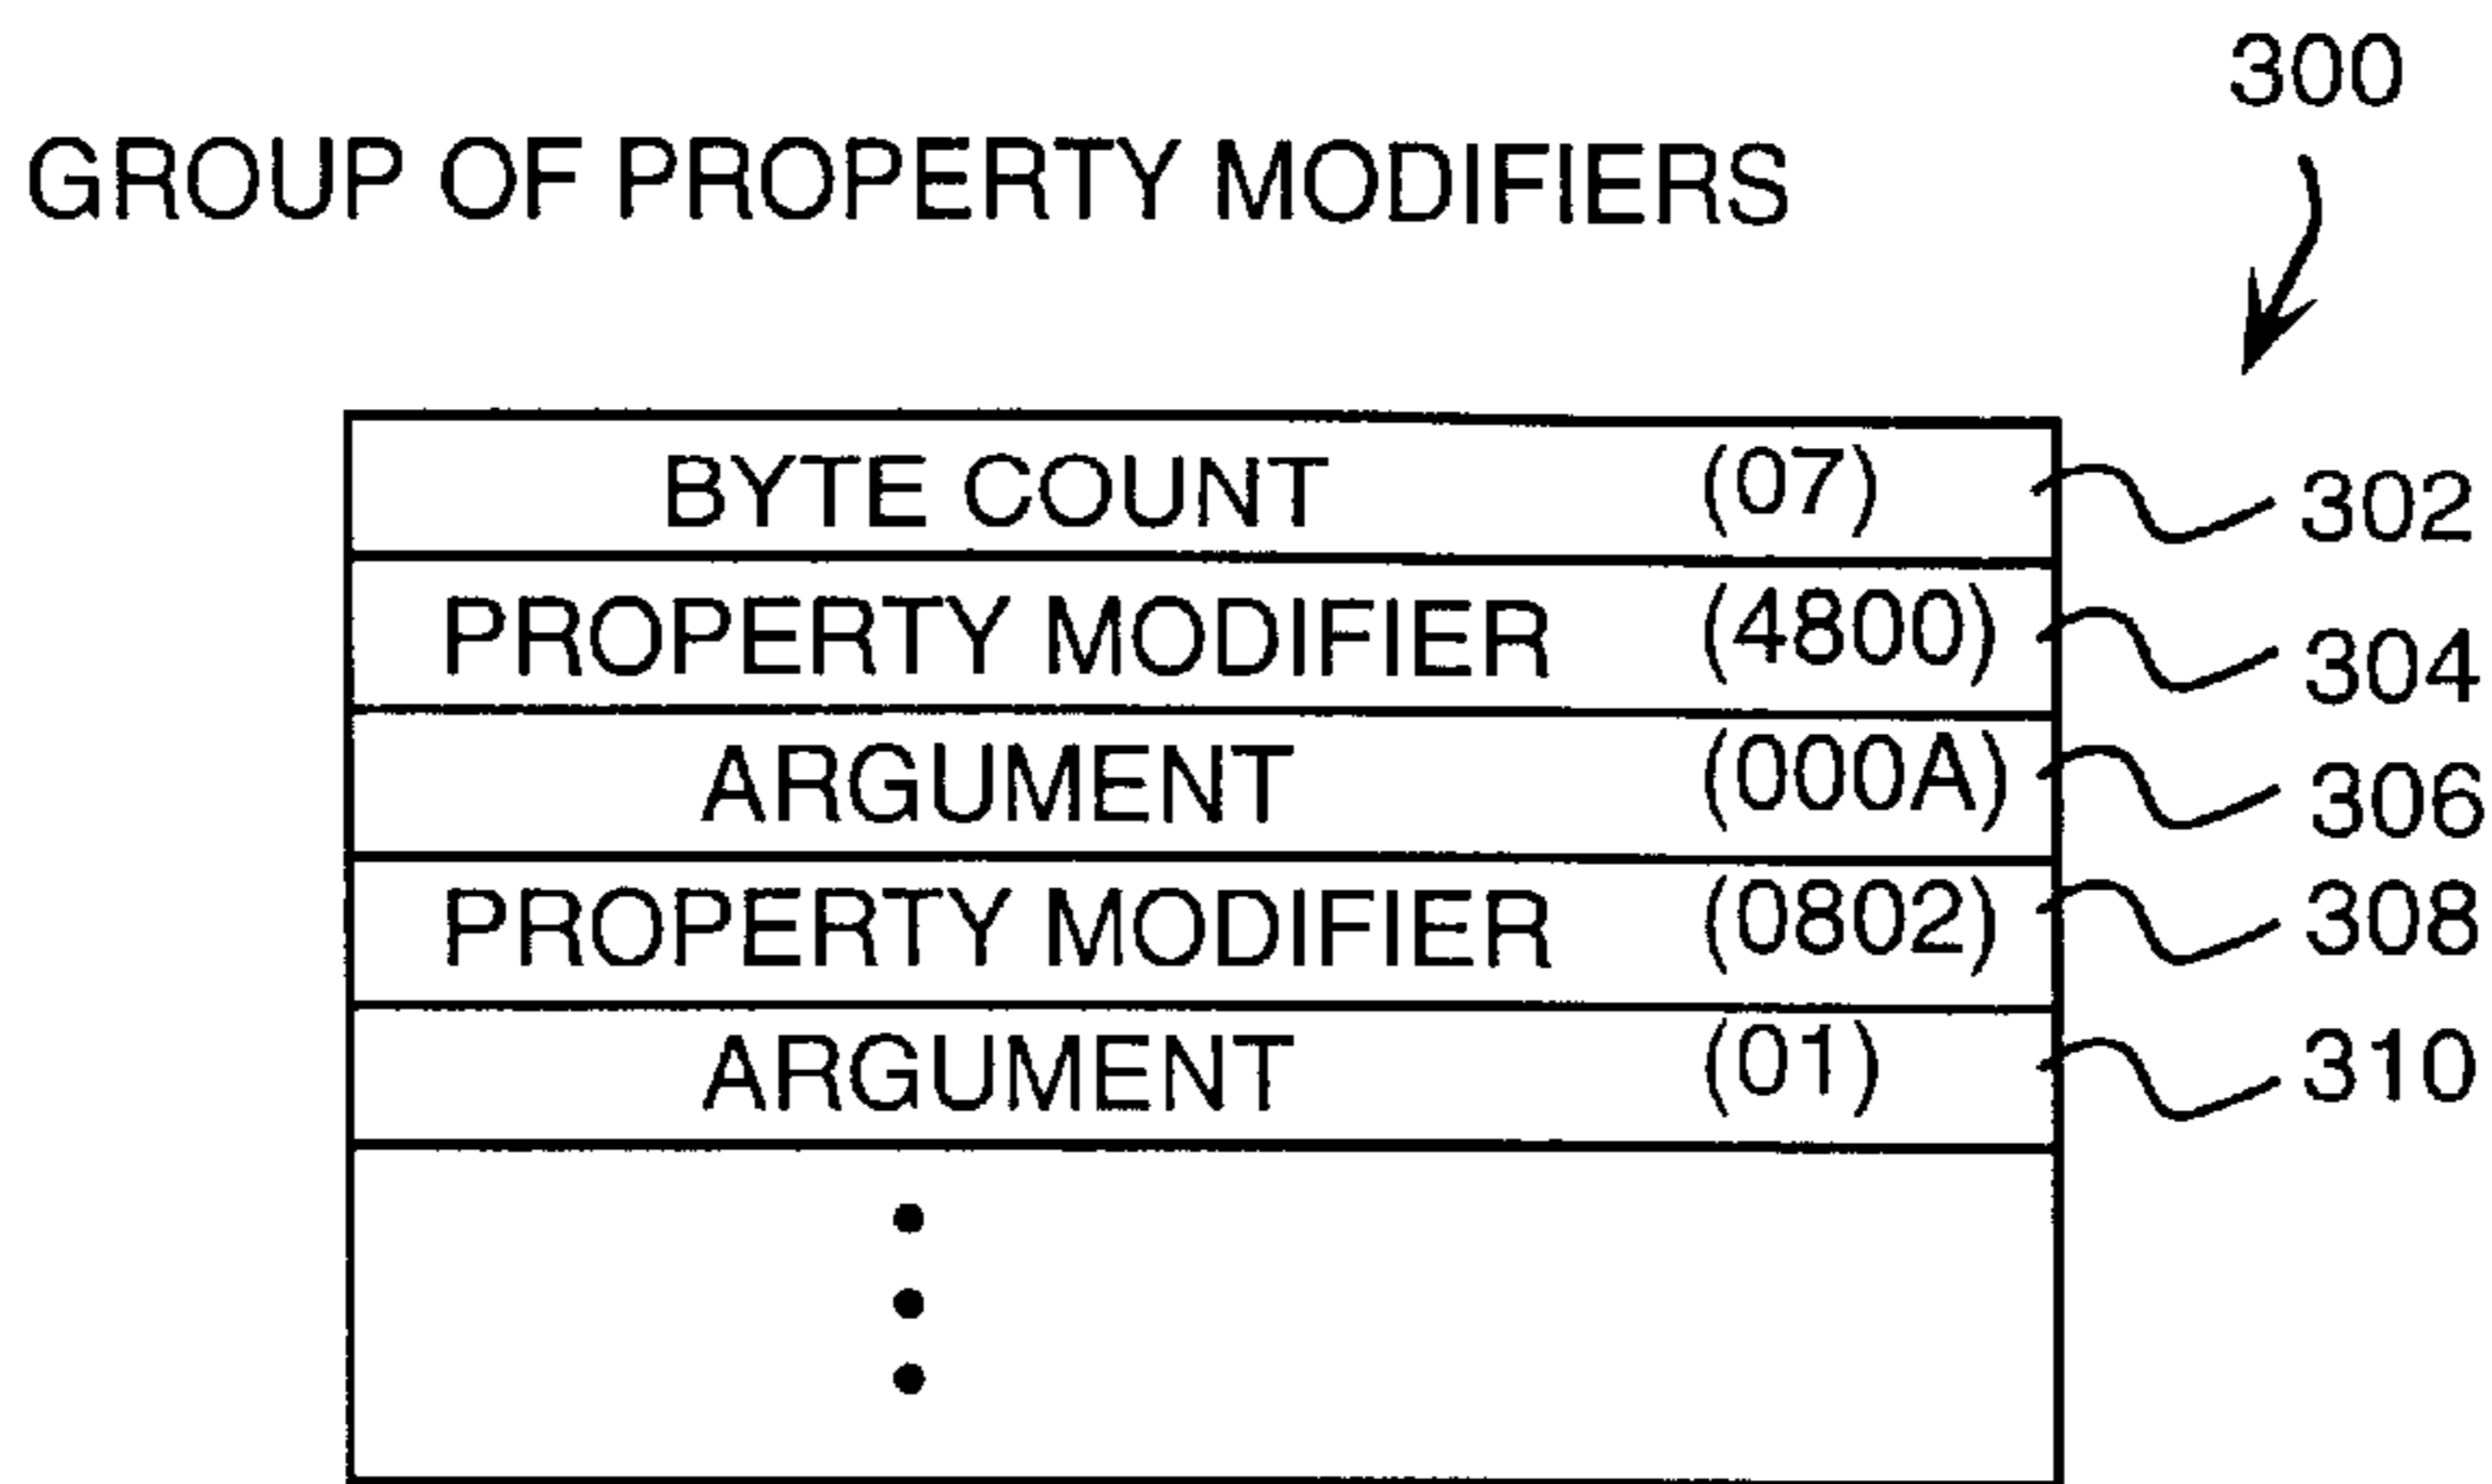 300
GROUP OF PROPERTY MODIFIERS
BYTE COUNT (07) 302
PROPERTY MODIFIER (4800) 304
ARGUMENT (000A) 306
PROPERTY MODIFIER (0802) 308
ARGUMENT (01) 310